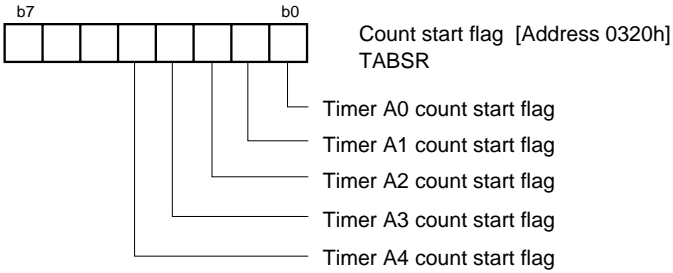 b7 b0
Count start flag [Address 0320h]
TABSR
Timer A0 count start flag
Timer A1 count start flag
Timer A2 count start flag
Timer A3 count start flag
Timer A4 count start flag